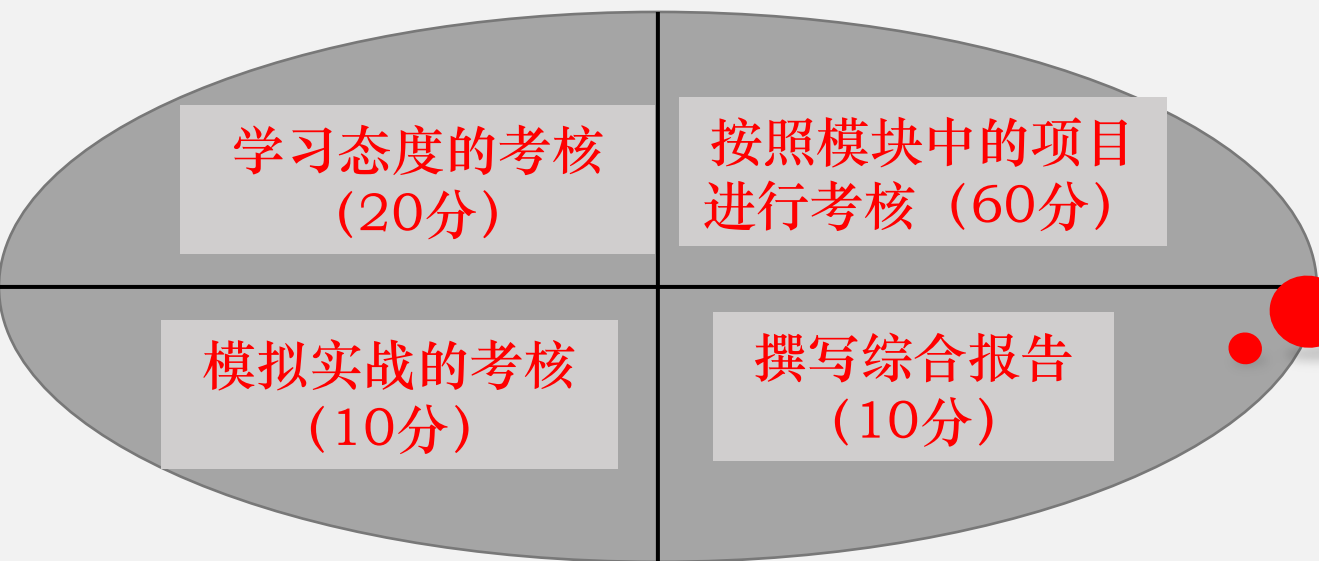 学习态度的考核
（20分）
按照模块中的项目
进行考核（60分）
模拟实战的考核
（10分）
撰写综合报告
（10分）